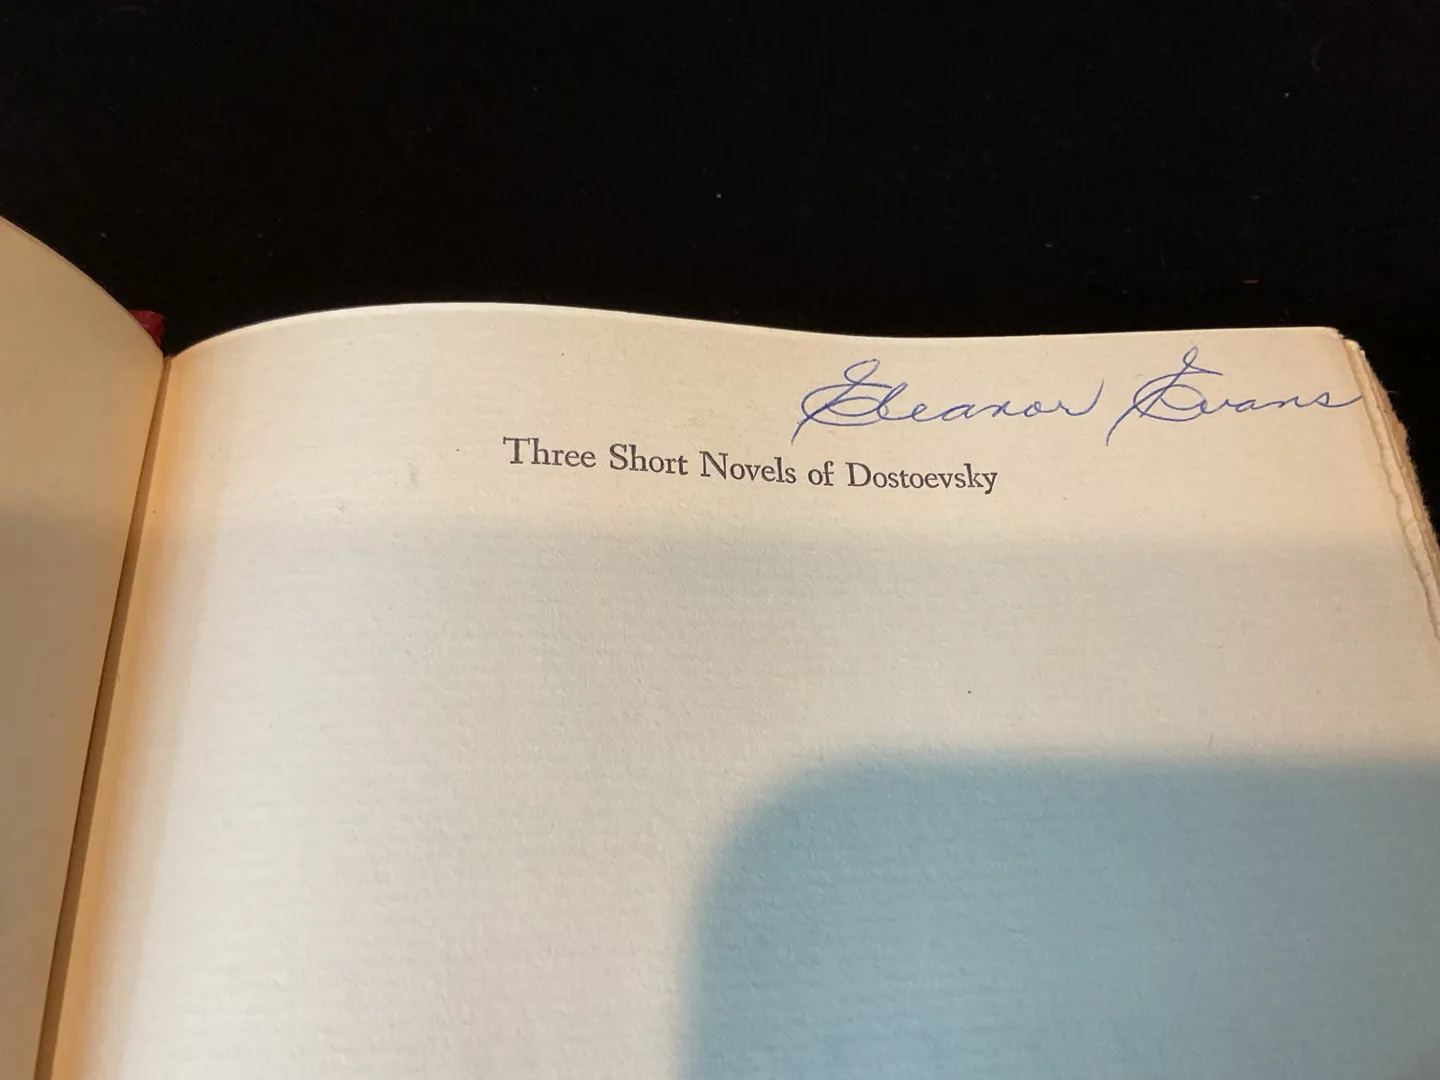 Eleanor Evans
Three Short Novels of Dostoevsky